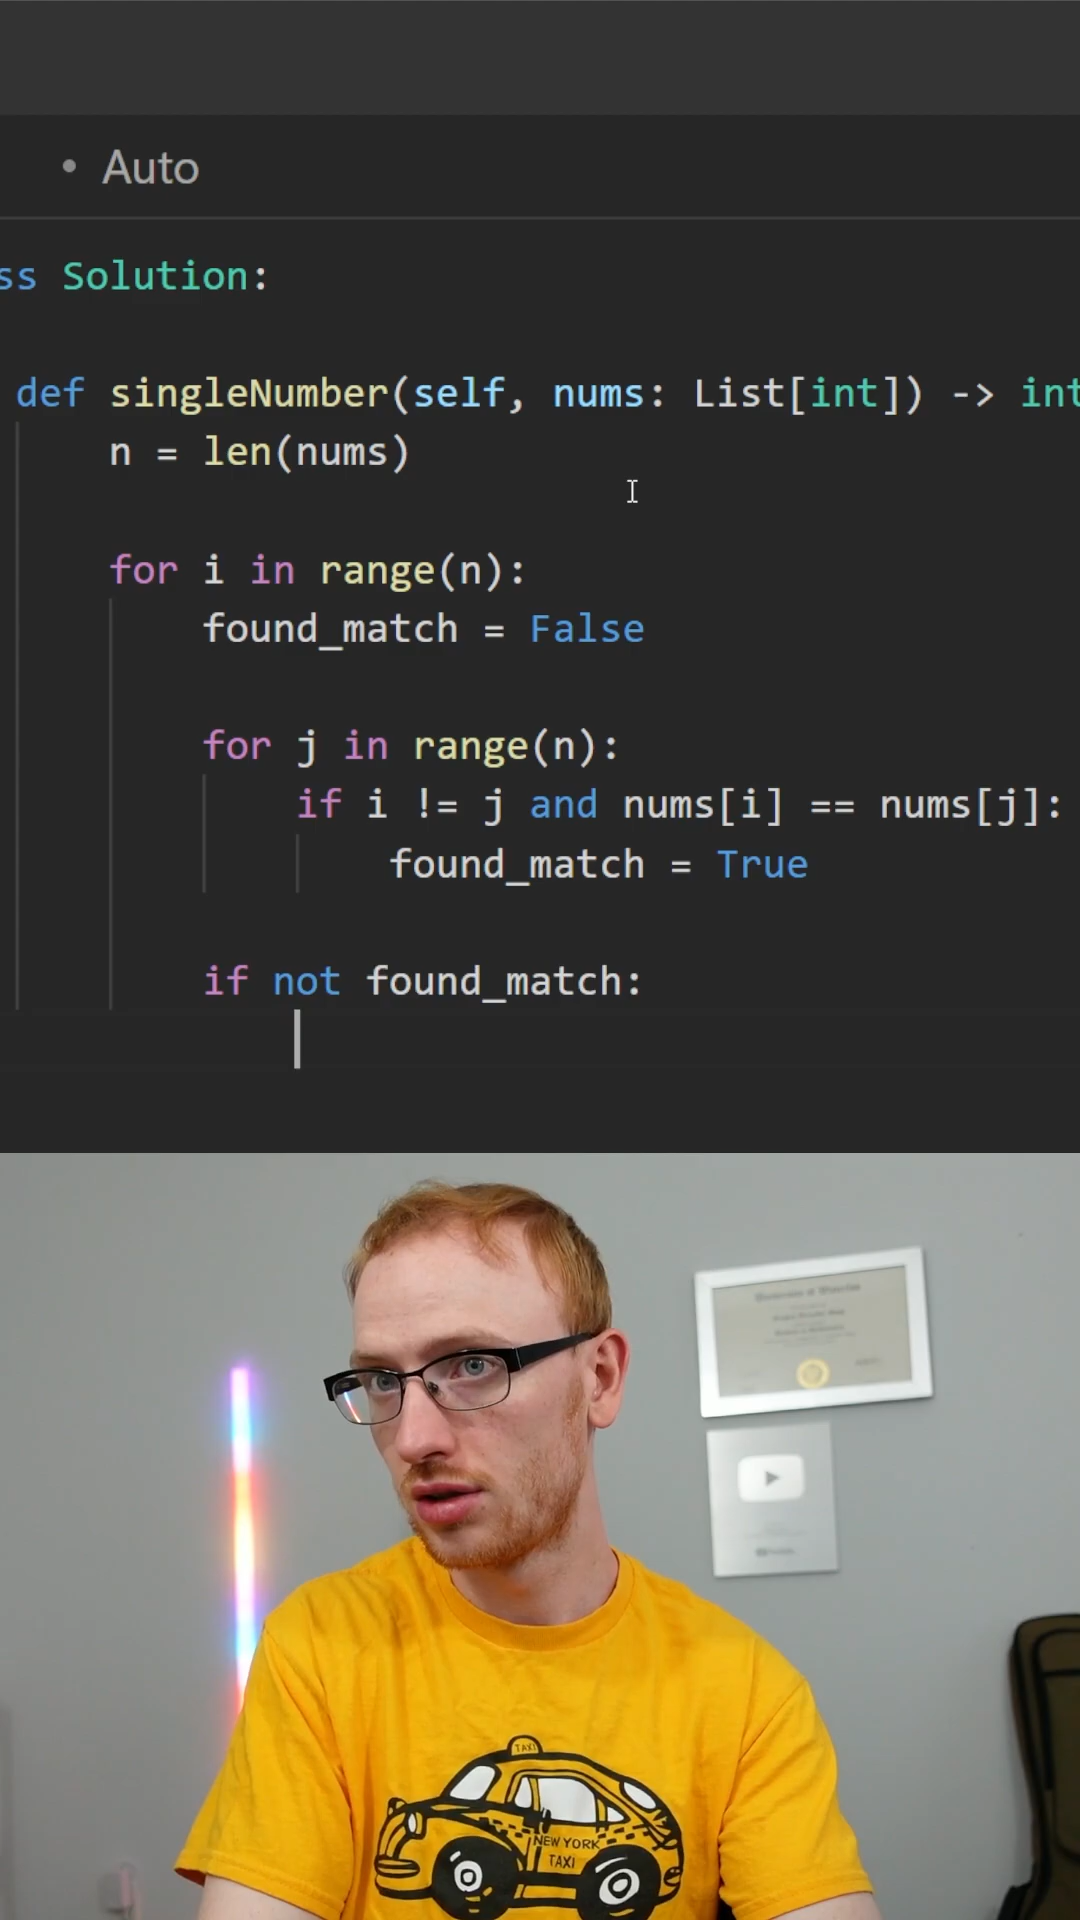 • Auto
ss Solution:
def singleNumber(self, nums: List[int]) -> int
n = len(nums)
for i in range(n):
found_match = False
for j in range(n):
if i != j and nums[i] == nums[j]:
found_match = True
if not found_match:
TAXI
NEW YORK
TAXI